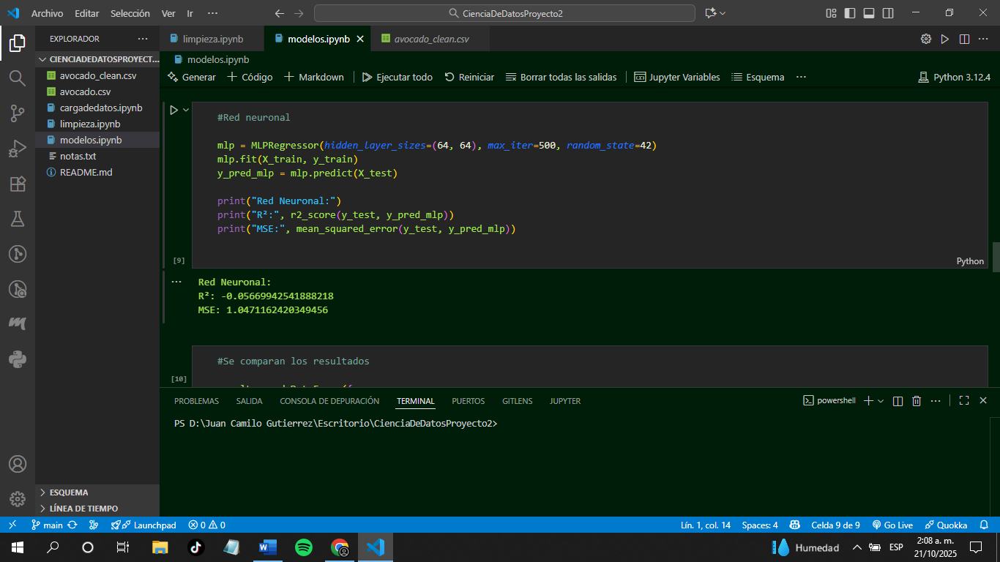 Archivo Editar Selección Ver Ir ···
CienciaDeDatosProyecto2
EXPLORADOR ···
CIENCIADEDATOSPROYECT...
avocado_clean.csv
avocado.csv
cargadedatos.ipynb
limpieza.ipynb
modelos.ipynb
notas.txt
README.md
ESQUEMA
LÍNEA DE TIEMPO
limpieza.ipynb modelos.ipynb avocado_clean.csv
modelos.ipynb
Generar Código Markdown Ejecutar todo Reiniciar Borrar todas las salidas Jupyter Variables Esquema ··· Python 3.12.4
#Red neuronal
mlp = MLPRegressor(hidden_layer_sizes=(64, 64), max_iter=500, random_state=42)
mlp.fit(X_train, y_train)
y_pred_mlp = mlp.predict(X_test)
print("Red Neuronal:")
print("R²:", r2_score(y_test, y_pred_mlp))
print("MSE:", mean_squared_error(y_test, y_pred_mlp))
[9]
Python
Red Neuronal:
R²: -0.05669942541888218
MSE: 1.0471162420349456
#Se comparan los resultados
[10]
PROBLEMAS SALIDA CONSOLA DE DEPURACIÓN TERMINAL PUERTOS GITLENS JUPYTER powershell
PS D:\Juan Camilo Gutierrez\Escritorio\CienciaDeDatosProyecto2>
main Launchpad 0 0 Lín. 1, col. 14 Spaces: 4 Celda 9 de 9 Go Live Quokka
Humedad ESP 2:08 a. m.
21/10/2025